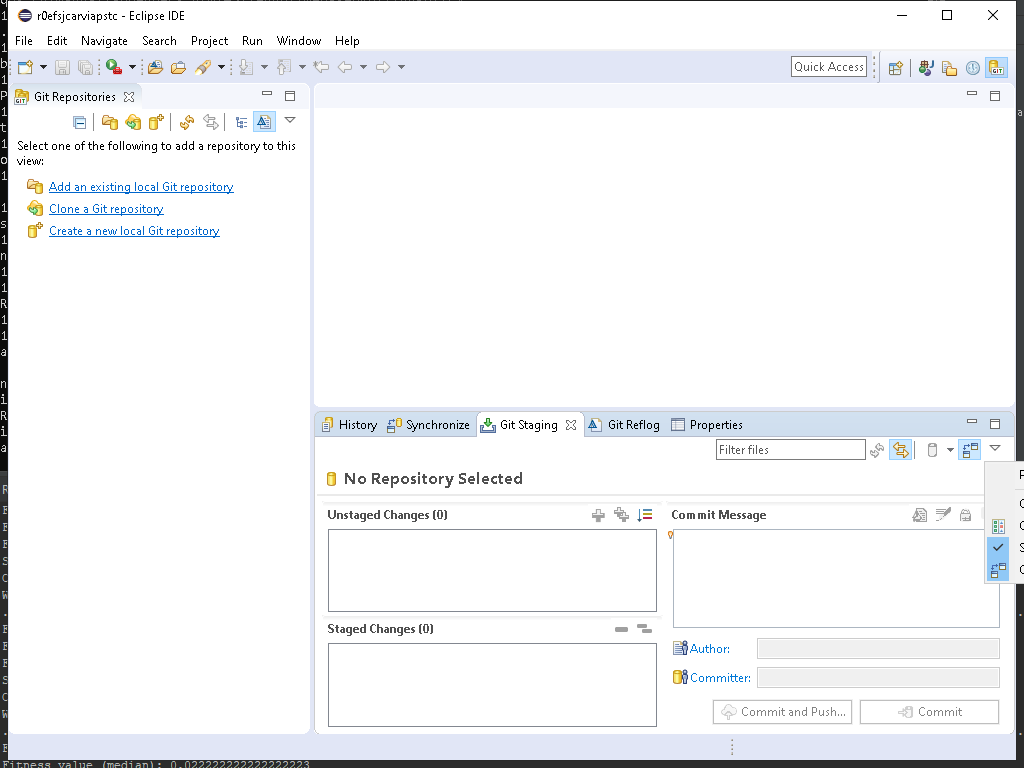 r0efsjcarviapstc - Eclipse IDE
File Edit Navigate Search Project Run Window Help
Quick Access
Git Repositories
Select one of the following to add a repository to this
view:
Add an existing local Git repository
Clone a Git repository
Create a new local Git repository
History Synchronize Git Staging Git Reflog Properties
Filter files
No Repository Selected
Unstaged Changes (0)
Commit Message
Staged Changes (0)
Author:
Committer:
Commit and Push... Commit
Fitness value (median): 0.022222222222222223